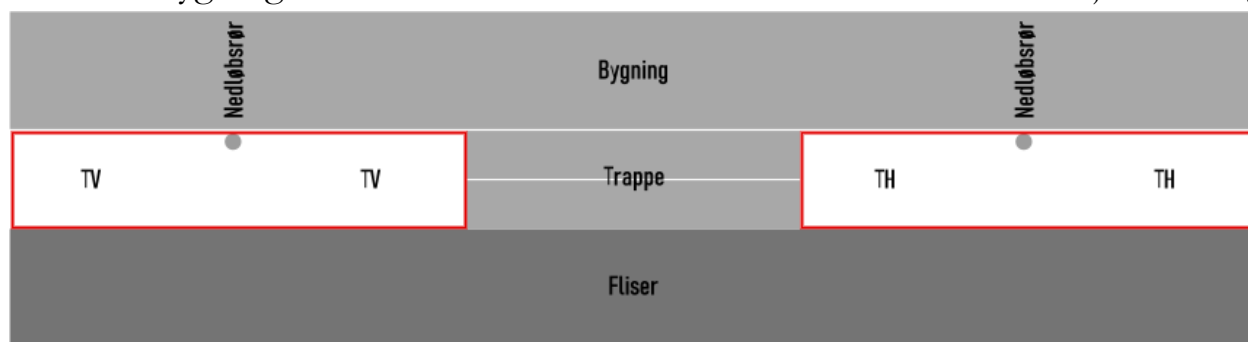 Nedløbsrør
Bygning
Nedløbsrør
TV
TV
Trappe
TH
TH
Fliser